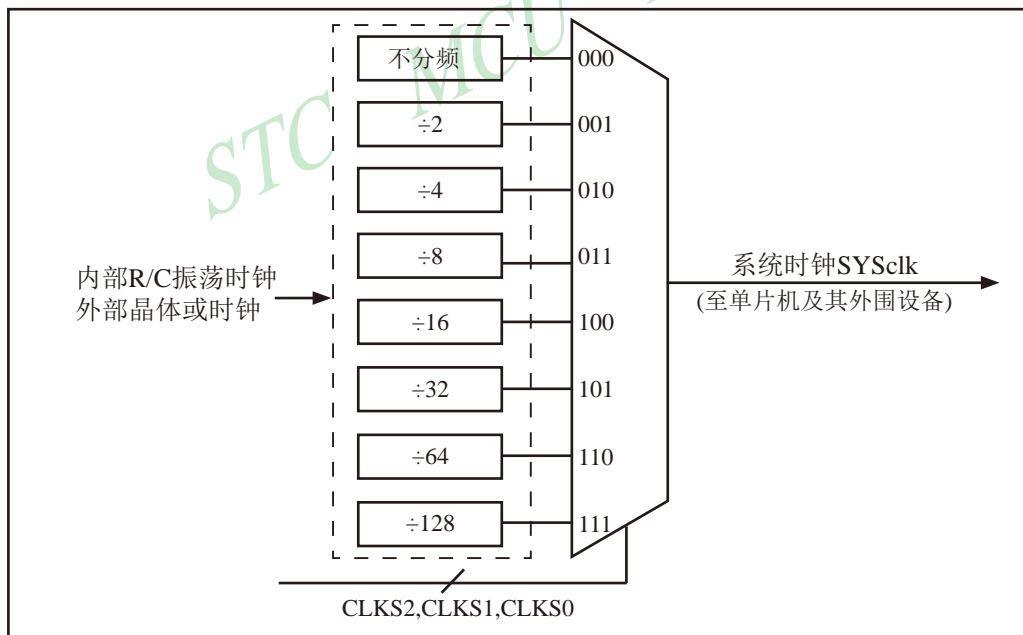 STC MCU
不分频
000
÷2
001
÷4
010
÷8
011
÷16
100
÷32
101
÷64
110
÷128
111
内部R/C振荡时钟
外部晶体或时钟
系统时钟SYSclk
(至单片机及其外围设备)
CLKS2,CLKS1,CLKS0